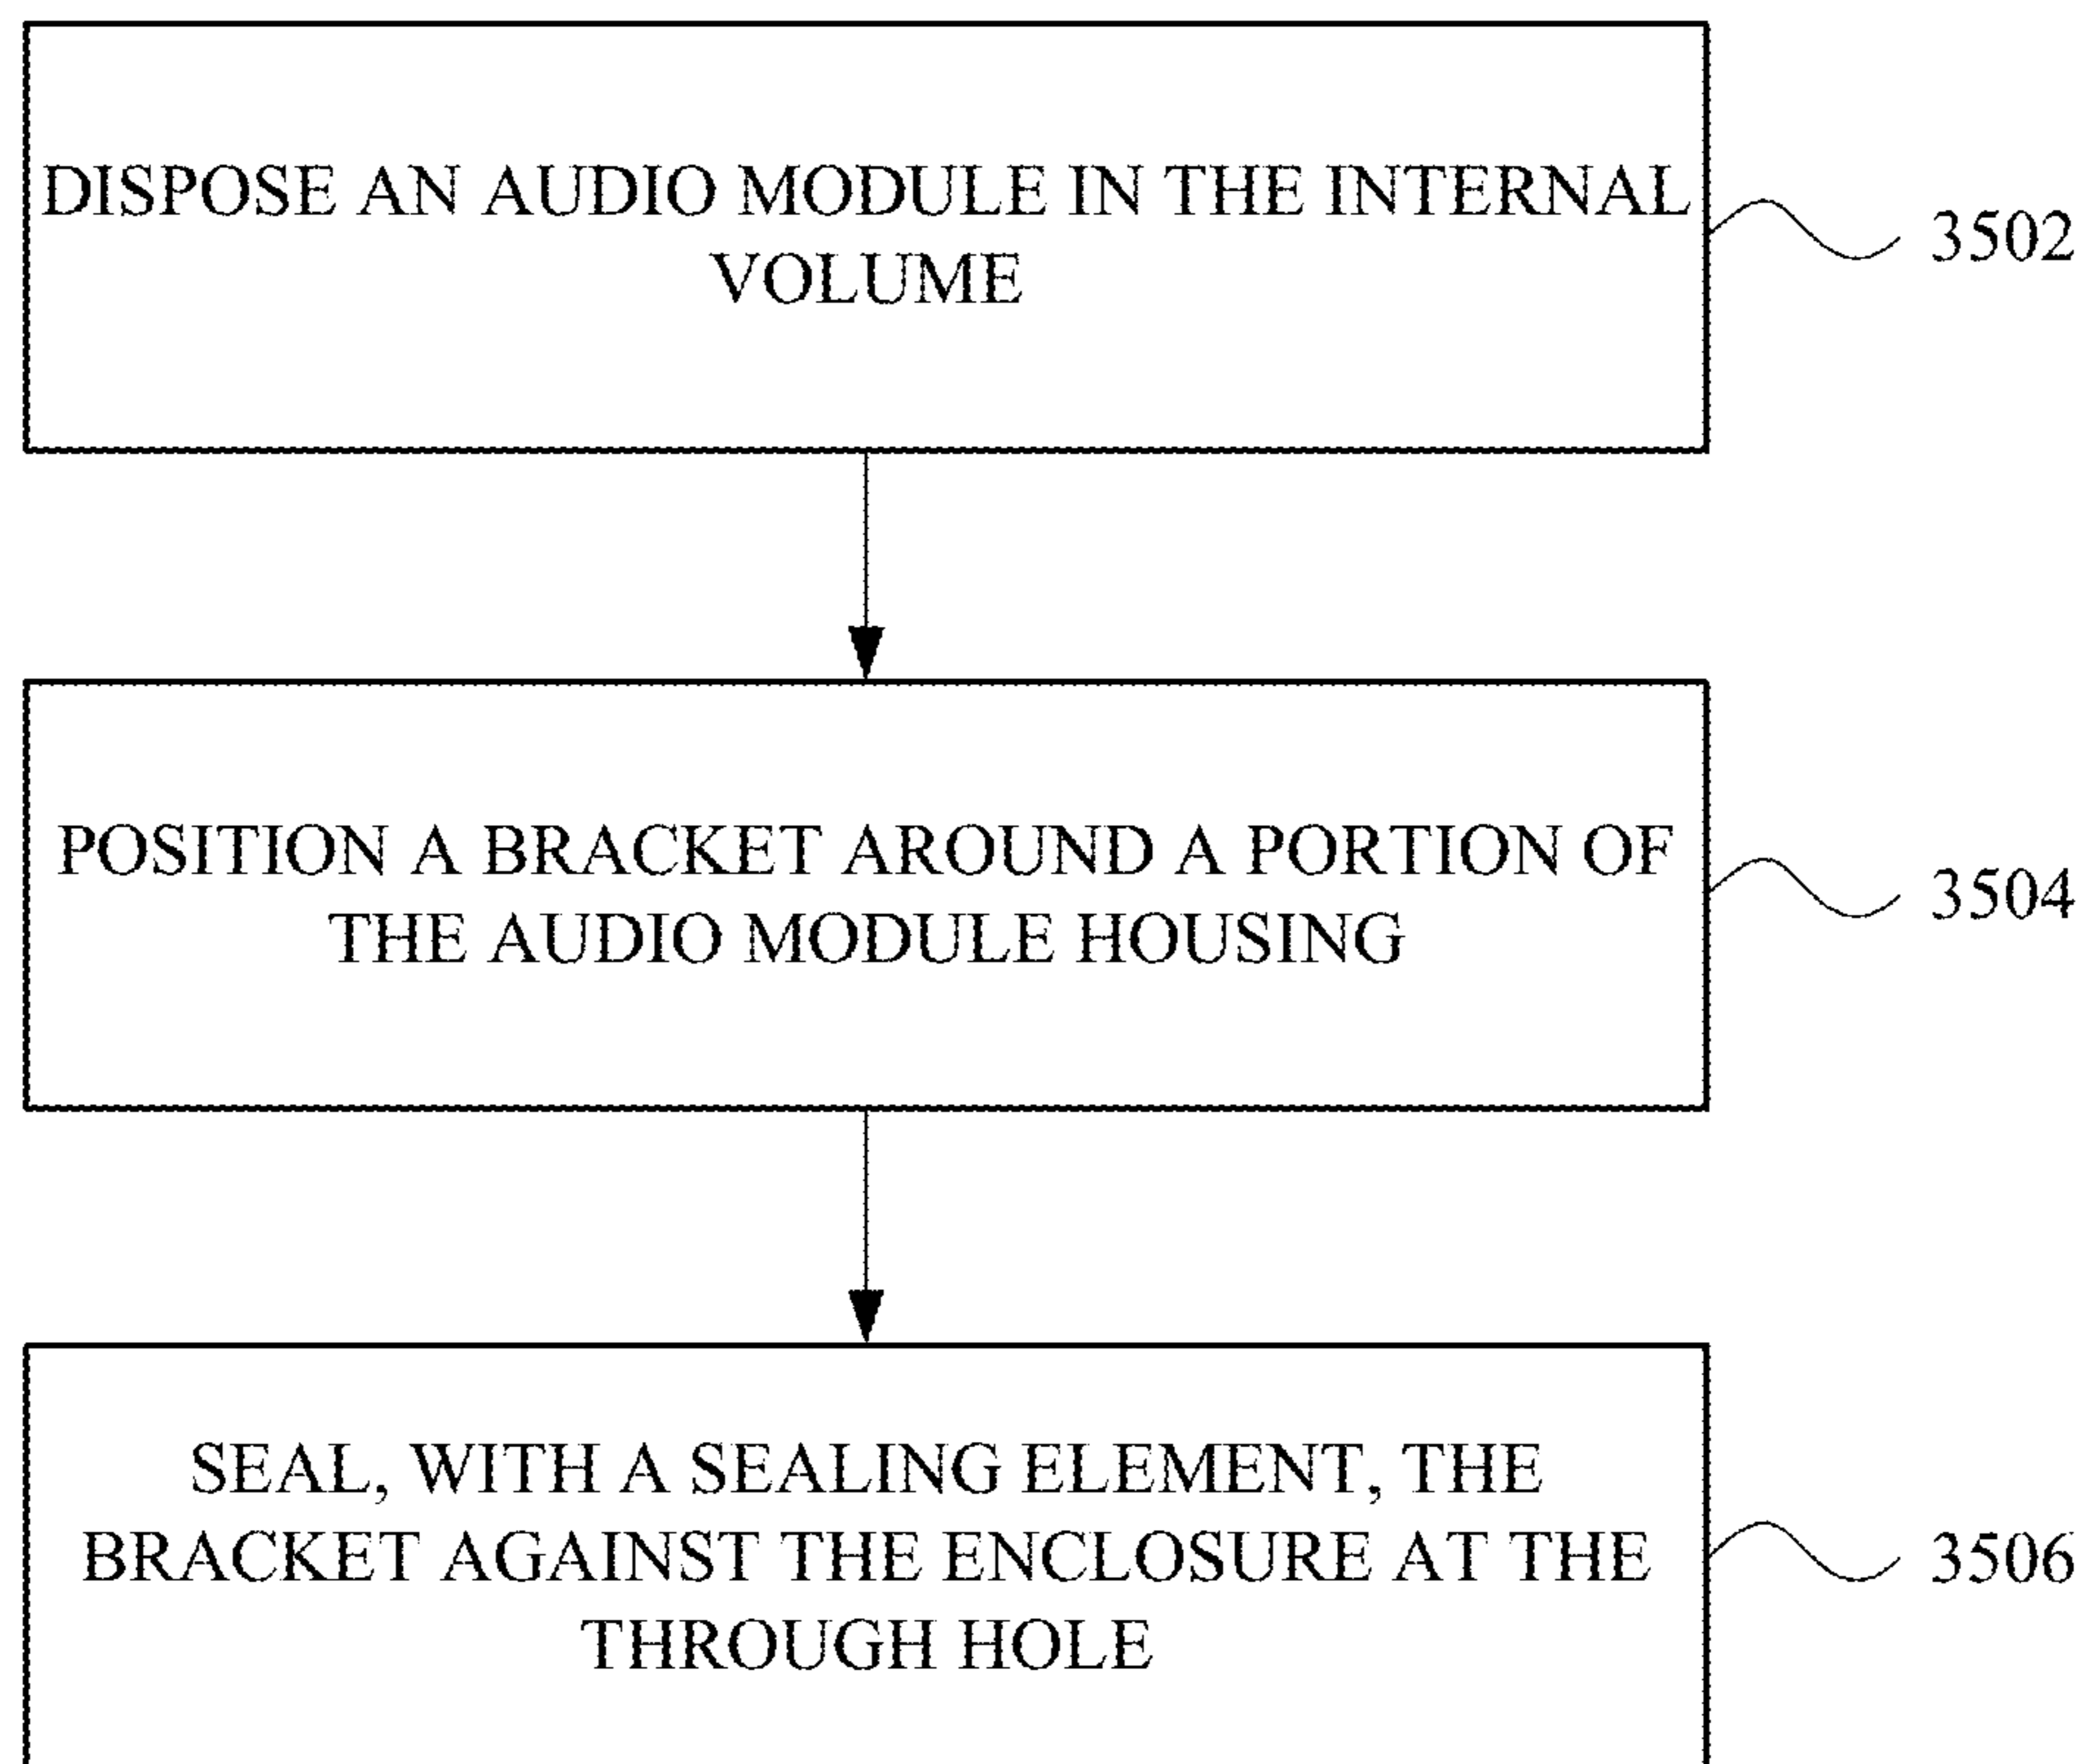 DISPOSE AN AUDIO MODULE IN THE INTERNAL
VOLUME
3502
POSITION A BRACKET AROUND A PORTION OF
THE AUDIO MODULE HOUSING
3504
SEAL, WITH A SEALING ELEMENT, THE
BRACKET AGAINST THE ENCLOSURE AT THE
THROUGH HOLE
3506